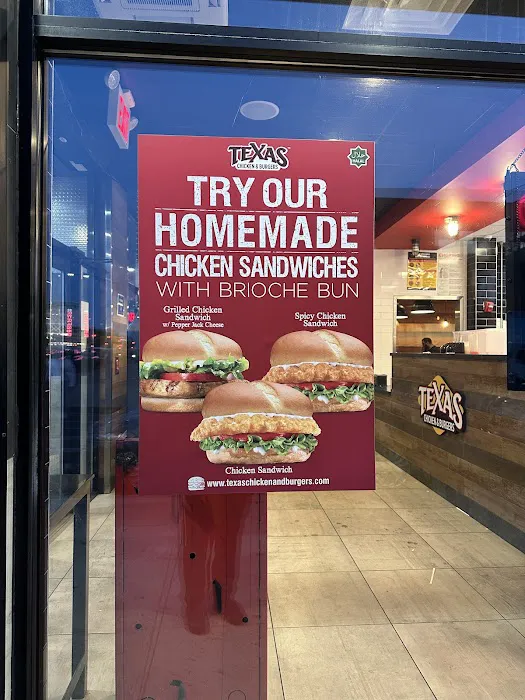 TEXAS
CHICKEN & BURGERS
HALAL
TRY OUR
HOMEMADE
CHICKEN SANDWICHES
WITH BRIOCHE BUN
Grilled Chicken
Sandwich
w/ Pepper Jack Cheese
Spicy Chicken
Sandwich
Chicken Sandwich
www.texaschickenandburgers.com
TEXAS
CHICKEN & BURGERS